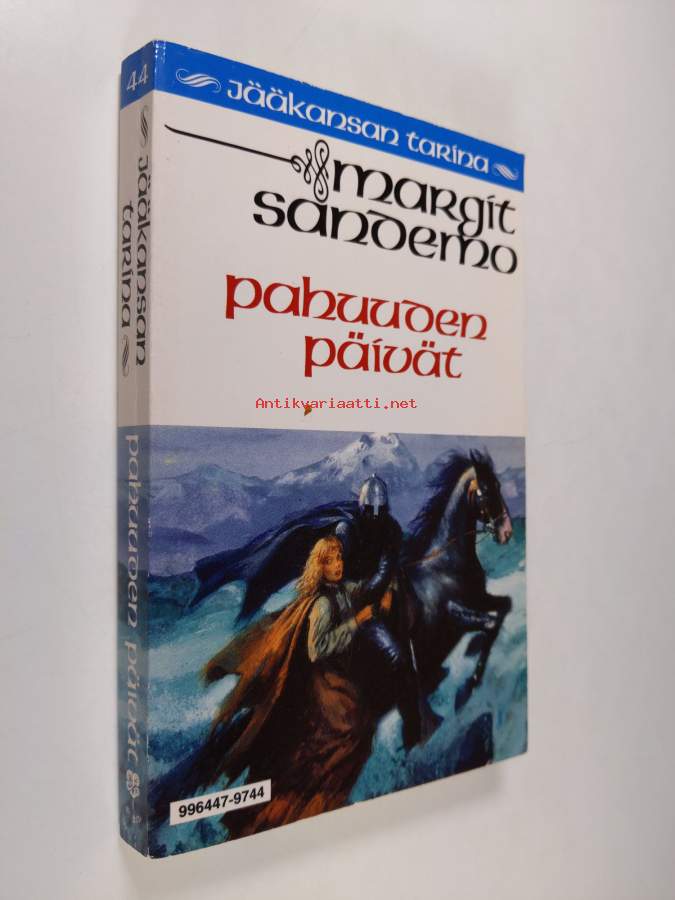 jääkansan tarina
margit
sandemo
pahuuden
päivät
Antikvariaatti.net
996447-9744
44
jääkansan
tarina
pahuuden päivät